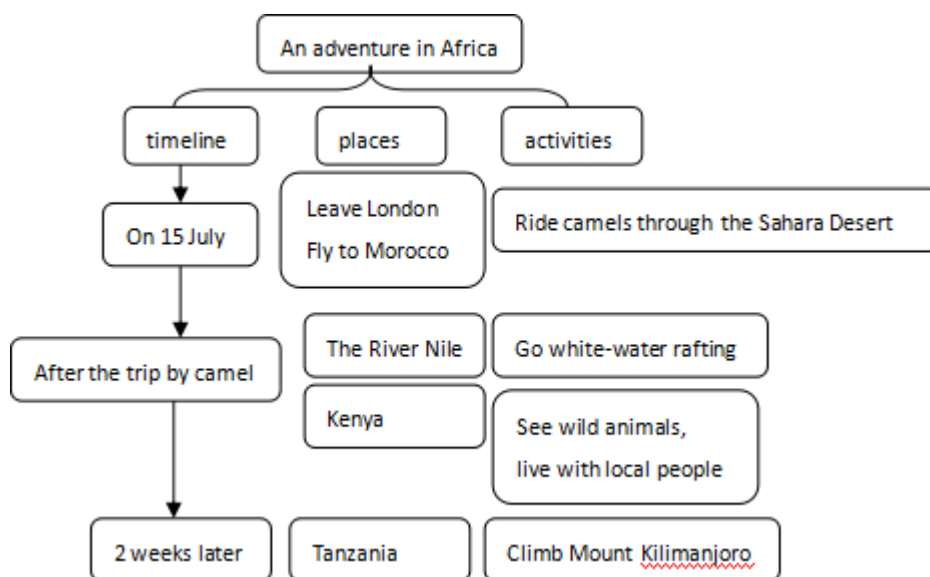 An adventure in Africa
timeline
places
activities
On 15 July
Leave London
Fly to Morocco
Ride camels through the Sahara Desert
After the trip by camel
The River Nile
Go white-water rafting
Kenya
See wild animals,
live with local people
2 weeks later
Tanzania
Climb Mount Kilimanjoro